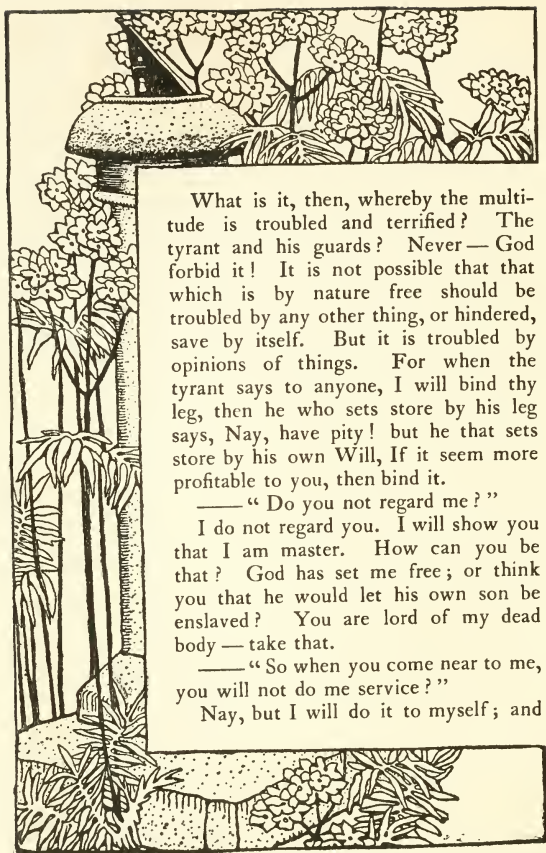 What is it, then, whereby the multi-
tude is troubled and terrified? The
tyrant and his guards? Never — God
forbid it! It is not possible that that
which is by nature free should be
troubled by any other thing, or hindered,
save by itself. But it is troubled by
opinions of things. For when the
tyrant says to anyone, I will bind thy
leg, then he who sets store by his leg
says, Nay, have pity! but he that sets
store by his own Will, If it seem more
profitable to you, then bind it.
—— “ Do you not regard me ? ”
I do not regard you. I will show you
that I am master. How can you be
that ? God has set me free ; or think
you that he would let his own son be
enslaved ? You are lord of my dead
body — take that.
—— “ So when you come near to me,
you will not do me service ? ”
Nay, but I will do it to myself ; and